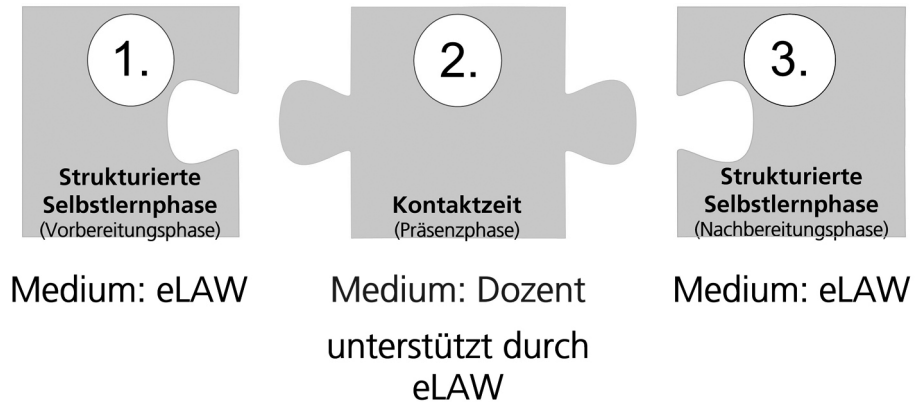 1.
Strukturierte
Selbstlernphase
(Vorbereitungsphase)
Medium: eLAW
2.
Kontaktzeit
(Präsenzphase)
Medium: Dozent
unterstützt durch
eLAW
3.
Strukturierte
Selbstlernphase
(Nachbereitungsphase)
Medium: eLAW